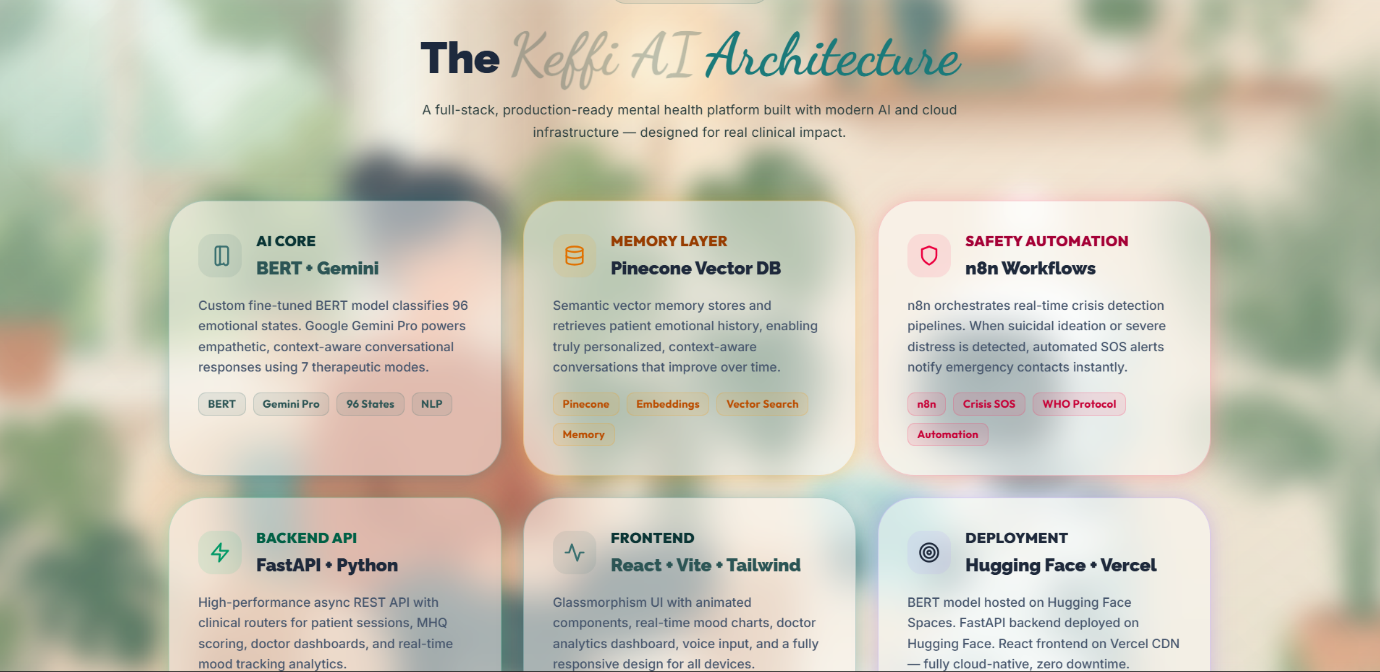 The Keffi AI Architecture
A full-stack, production-ready mental health platform built with modern AI and cloud
infrastructure — designed for real clinical impact.
AI CORE
BERT + Gemini
Custom fine-tuned BERT model classifies 96
emotional states. Google Gemini Pro powers
empathetic, context-aware conversational
responses using 7 therapeutic modes.
BERT
Gemini Pro
96 States
NLP
MEMORY LAYER
Pinecone Vector DB
Semantic vector memory stores and
retrieves patient emotional history, enabling
truly personalized, context-aware
conversations that improve over time.
Pinecone
Embeddings
Vector Search
Memory
SAFETY AUTOMATION
n8n Workflows
n8n orchestrates real-time crisis detection
pipelines. When suicidal ideation or severe
distress is detected, automated SOS alerts
notify emergency contacts instantly.
n8n
Crisis SOS
WHO Protocol
Automation
BACKEND API
FastAPI + Python
High-performance async REST API with
clinical routers for patient sessions, MHQ
scoring, doctor dashboards, and real-time
mood tracking analytics.
FRONTEND
React + Vite + Tailwind
Glassmorphism UI with animated
components, real-time mood charts, doctor
analytics dashboard, voice input, and a fully
responsive design for all devices.
DEPLOYMENT
Hugging Face + Vercel
BERT model hosted on Hugging Face
Spaces. FastAPI backend deployed on
Hugging Face. React frontend on Vercel CDN
— fully cloud-native, zero downtime.